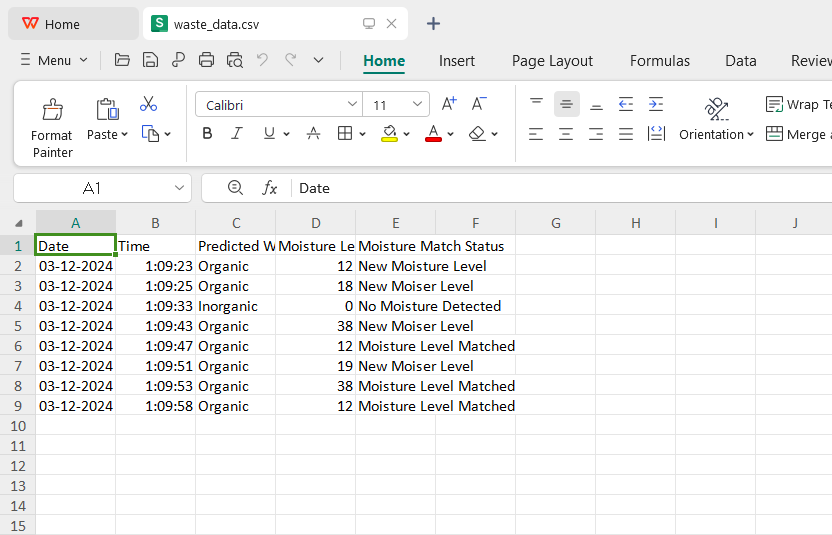 Home
waste_data.csv
Menu
Home Insert Page Layout Formulas Data Review
Format Painter
Paste
Calibri 11 A+ A−
B I U A A
Orientation
Wrap Te
Merge a
A1 fx Date
A B C D E F G H I J
1 Date Time Predicted W Moisture Le Moisture Match Status
2 03-12-2024 1:09:23 Organic 12 New Moisture Level
3 03-12-2024 1:09:25 Organic 18 New Moiser Level
4 03-12-2024 1:09:33 Inorganic 0 No Moisture Detected
5 03-12-2024 1:09:43 Organic 38 New Moiser Level
6 03-12-2024 1:09:47 Organic 12 Moisture Level Matched
7 03-12-2024 1:09:51 Organic 19 New Moiser Level
8 03-12-2024 1:09:53 Organic 38 Moisture Level Matched
9 03-12-2024 1:09:58 Organic 12 Moisture Level Matched
10
11
12
13
14
15